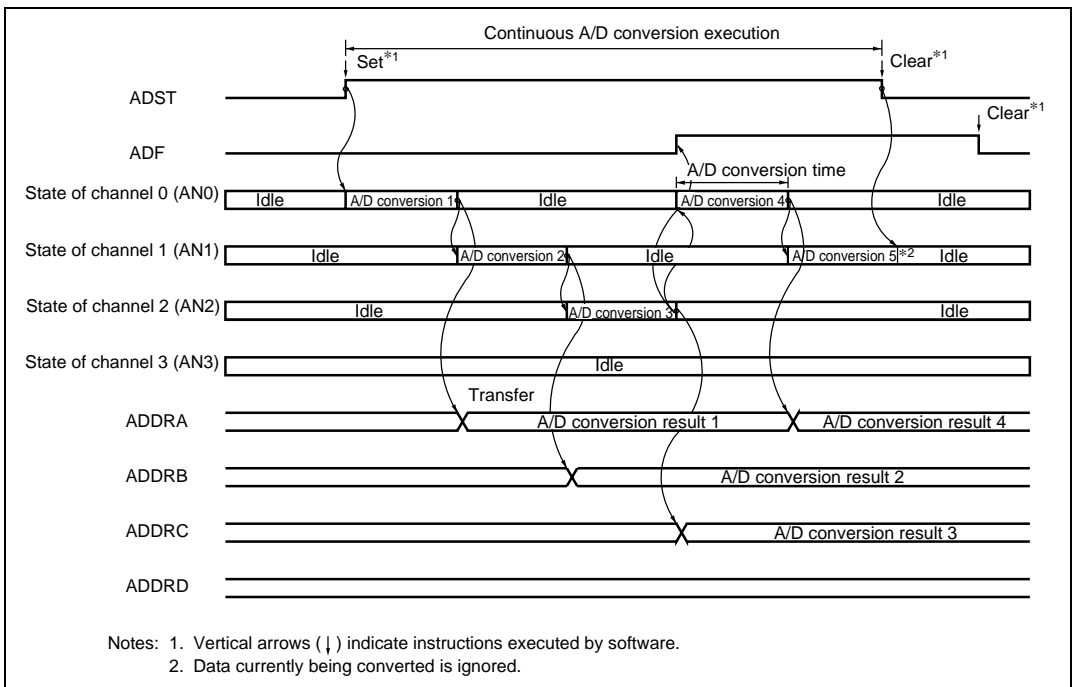 Continuous A/D conversion execution
Set*1 Clear*1
ADST
Clear*1
ADF
A/D conversion time
State of channel 0 (AN0) Idle A/D conversion 1 Idle A/D conversion 4 Idle
State of channel 1 (AN1) Idle A/D conversion 2 Idle A/D conversion 5 *2 Idle
State of channel 2 (AN2) Idle A/D conversion 3 Idle
State of channel 3 (AN3) Idle
Transfer
ADDRA A/D conversion result 1 A/D conversion result 4
ADDRB A/D conversion result 2
ADDRC A/D conversion result 3
ADDRD
Notes: 1. Vertical arrows (↓) indicate instructions executed by software.
2. Data currently being converted is ignored.